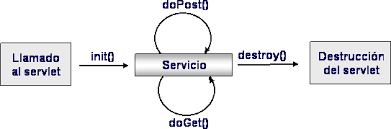 doPost()
Llamado
al servlet
init()
Servicio
destroy()
Destrucción
del servlet
doGet()